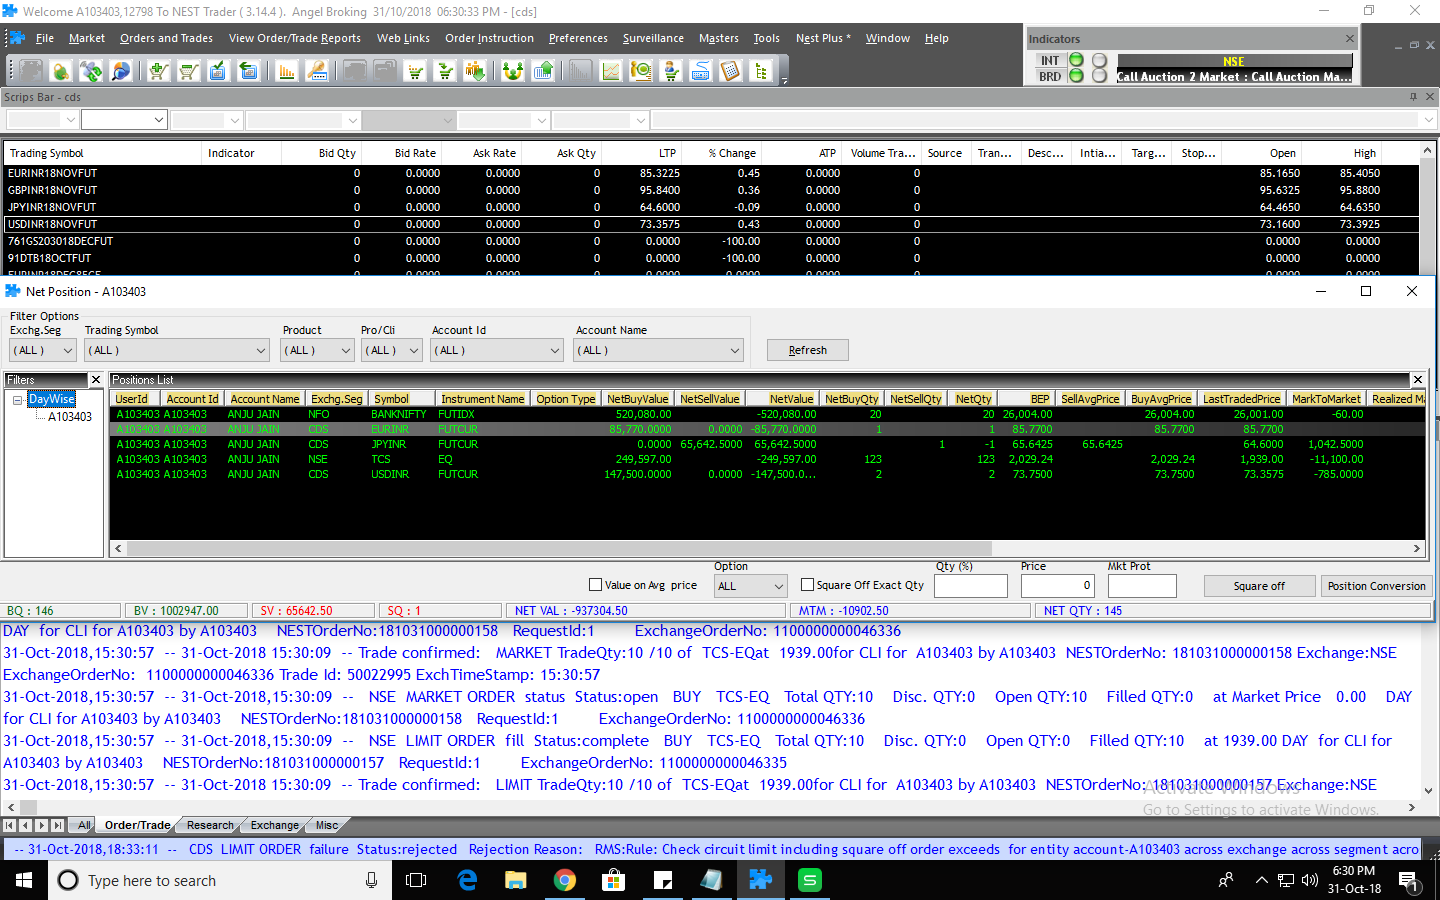 Welcome A103403,12798 To NEST Trader ( 3.14.4 ). Angel Broking 31/10/2018 06:30:33 PM - [cds]
File Market Orders and Trades View Order/Trade Reports Web Links Order Instruction Preferences Surveillance Masters Tools Nest Plus * Window Help
Indicators
INT NSE
BRD Call Auction 2 Market : Call Auction Ma...
Scrips Bar - cds
Trading Symbol Indicator Bid Qty Bid Rate Ask Rate Ask Qty LTP % Change ATP Volume Tra... Source Tran... Desc... Intia... Targ... Stop... Open High
EURINR18NOVFUT 0 0.0000 0.0000 0 85.3225 0.45 0.0000 0 85.1650 85.4050
GBPINR18NOVFUT 0 0.0000 0.0000 0 95.8400 0.36 0.0000 0 95.6325 95.8800
JPYINR18NOVFUT 0 0.0000 0.0000 0 64.6000 -0.09 0.0000 0 64.4650 64.6350
USDINR18NOVFUT 0 0.0000 0.0000 0 73.3575 0.43 0.0000 0 73.1600 73.3925
761GS203018DECFUT 0 0.0000 0.0000 0 0.0000 -100.00 0.0000 0 0.0000 0.0000
91DTB18OCTFUT 0 0.0000 0.0000 0 0.0000 -100.00 0.0000 0 0.0000 0.0000
Net Position - A103403
Filter Options
Exchg.Seg Trading Symbol Product Pro/Cli Account Id Account Name
( ALL ) ( ALL ) ( ALL ) ( ALL ) ( ALL ) ( ALL ) Refresh
Filters Positions List
DayWise
A103403
UserId Account Id Account Name Exchg.Seg Symbol Instrument Name Option Type NetBuyValue NetSellValue NetValue NetBuyQty NetSellQty NetQty BEP SellAvgPrice BuyAvgPrice LastTradedPrice MarkToMarket Realized Ma
A103403 A103403 ANJU JAIN NFO BANKNIFTY FUTIDX 520,080.00 -520,080.00 20 20 26,004.00 26,004.00 26,001.00 -60.00
A103403 A103403 ANJU JAIN CDS EURINR FUTCUR 85,770.0000 0.0000 -85,770.0000 1 1 85.7700 85.7700 85.7700
A103403 A103403 ANJU JAIN CDS JPYINR FUTCUR 0.0000 65,642.5000 65,642.5000 1 -1 65.6425 65.6425 64.6000 1,042.5000
A103403 A103403 ANJU JAIN NSE TCS EQ 249,597.00 -249,597.00 123 123 2,029.24 2,029.24 1,939.00 -11,100.00
A103403 A103403 ANJU JAIN CDS USDINR FUTCUR 147,500.0000 0.0000 -147,500.0... 2 2 73.7500 73.7500 73.3575 -785.0000
Option Qty (%) Price Mkt Prot
Value on Avg price ALL Square Off Exact Qty 0 Square off Position Conversion
BQ : 146 BV : 1002947.00 SV : 65642.50 SQ : 1 NET VAL : -937304.50 MTM : -10902.50 NET QTY : 145
DAY for CLI for A103403 by A103403 NESTOrderNo:181031000000158 RequestId:1 ExchangeOrderNo: 1100000000046336
31-Oct-2018,15:30:57 -- 31-Oct-2018,15:30:09 -- Trade confirmed: MARKET TradeQty:10 /10 of TCS-EQat 1939.00for CLI for A103403 by A103403 NESTOrderNo: 181031000000158 Exchange:NSE
ExchangeOrderNo: 1100000000046336 Trade Id: 50022995 ExchTimeStamp: 15:30:57
31-Oct-2018,15:30:57 -- 31-Oct-2018,15:30:09 -- NSE MARKET ORDER status Status:open BUY TCS-EQ Total QTY:10 Disc. QTY:0 Open QTY:10 Filled QTY:0 at Market Price 0.00 DAY
for CLI for A103403 by A103403 NESTOrderNo:181031000000158 RequestId:1 ExchangeOrderNo: 1100000000046336
31-Oct-2018,15:30:57 -- 31-Oct-2018,15:30:09 -- NSE LIMIT ORDER fill Status:complete BUY TCS-EQ Total QTY:10 Disc. QTY:0 Open QTY:0 Filled QTY:10 at 1939.00 DAY for CLI for
A103403 by A103403 NESTOrderNo:181031000000157 RequestId:1 ExchangeOrderNo: 1100000000046335
31-Oct-2018,15:30:57 -- 31-Oct-2018,15:30:09 -- Trade confirmed: LIMIT TradeQty:10 /10 of TCS-EQat 1939.00for CLI for A103403 by A103403 NESTOrderNo: 181031000000157 Exchange:NSE
Activate Windows
Go to Settings to activate Windows.
All Order/Trade Research Exchange Misc
-- 31-Oct-2018,18:33:11 -- CDS LIMIT ORDER failure Status:rejected Rejection Reason: RMS:Rule: Check circuit limit including square off order exceeds for entity account-A103403 across exchange across segment acro
Type here to search
6:30 PM
31-Oct-18
1